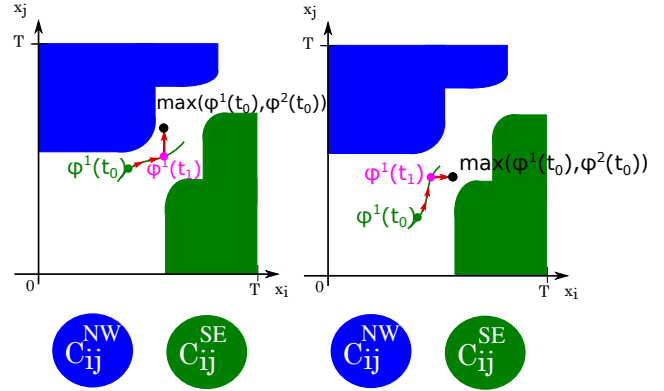 x_j
T
max(φ¹(t₀),φ²(t₀))
φ¹(t₀)
φ¹(t₁)
0
T
x_i
C_ij^NW
C_ij^SE
x_j
T
max(φ¹(t₀),φ²(t₀))
φ¹(t₁)
φ¹(t₀)
0
T
x_i
C_ij^NW
C_ij^SE